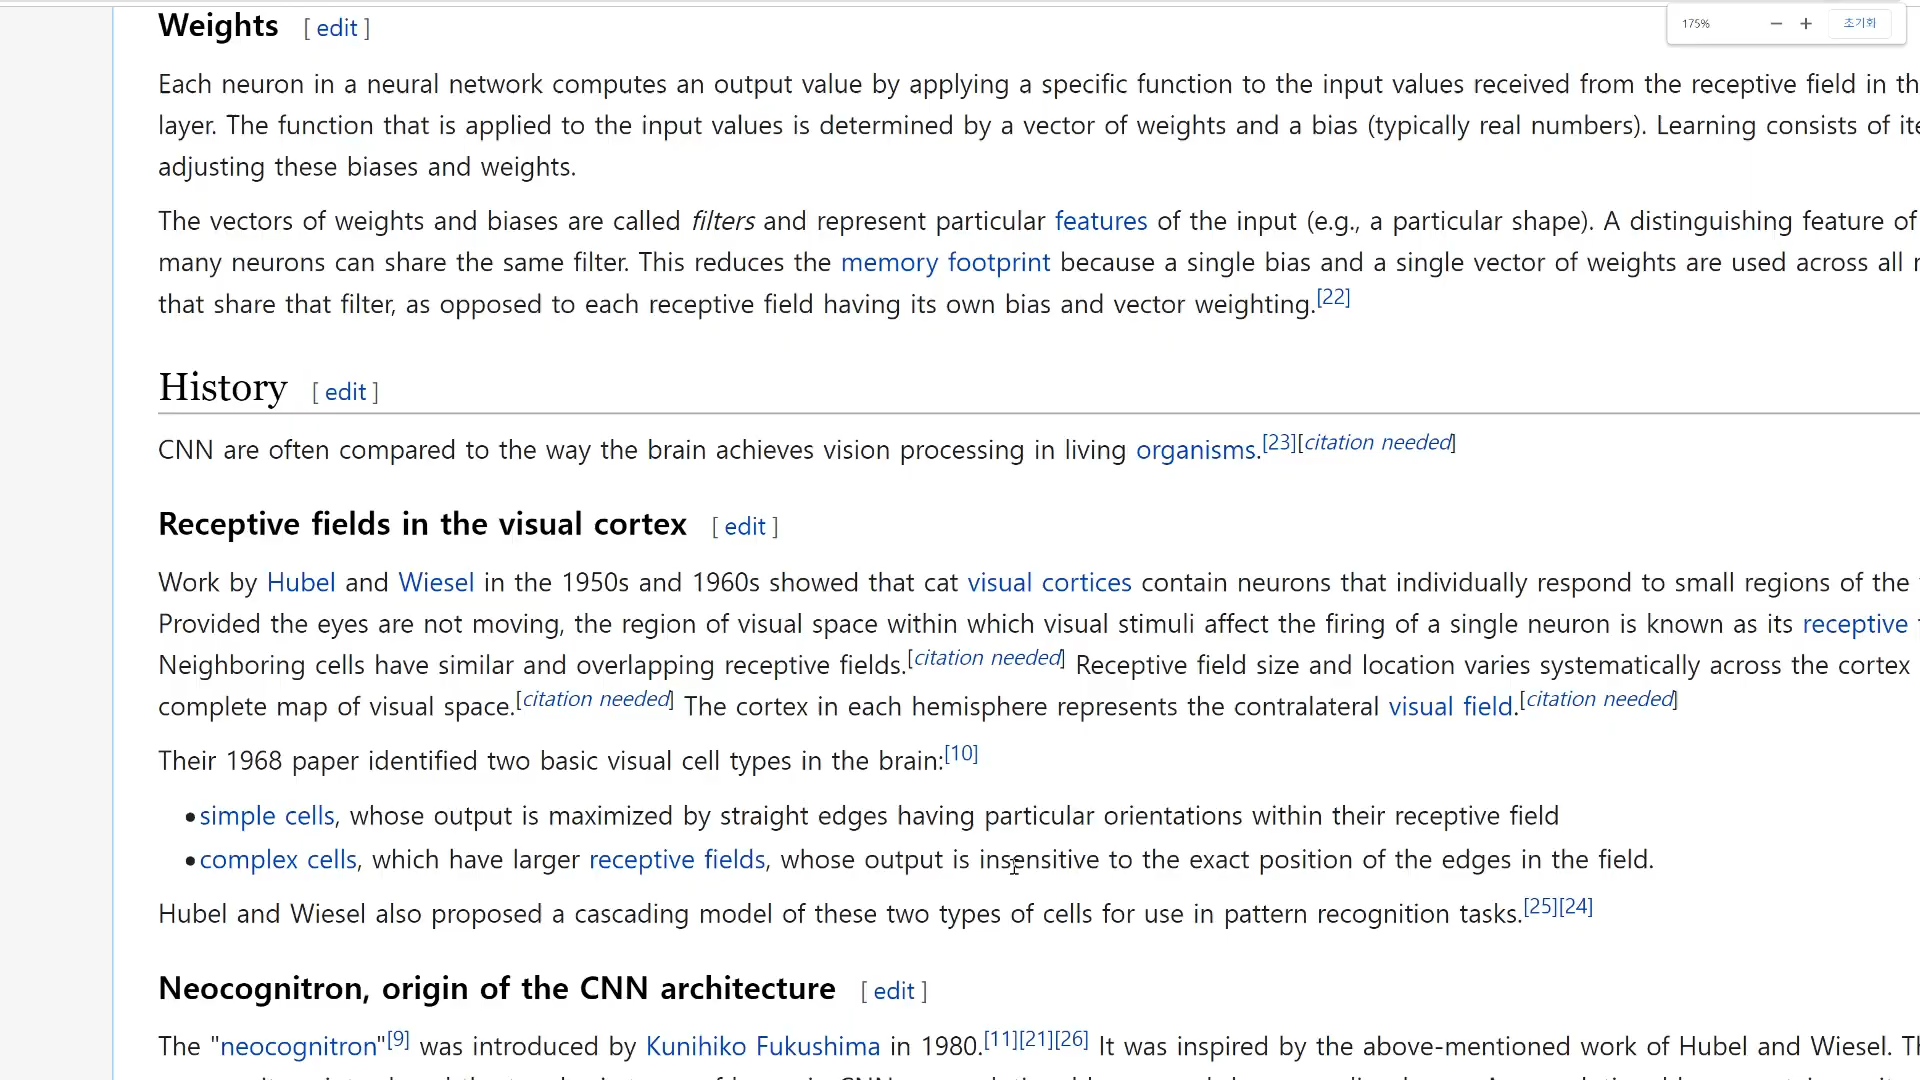 Weights [ edit ]
175% − + 초기화
Each neuron in a neural network computes an output value by applying a specific function to the input values received from the receptive field in th
layer. The function that is applied to the input values is determined by a vector of weights and a bias (typically real numbers). Learning consists of ite
adjusting these biases and weights.
The vectors of weights and biases are called filters and represent particular features of the input (e.g., a particular shape). A distinguishing feature of
many neurons can share the same filter. This reduces the memory footprint because a single bias and a single vector of weights are used across all
that share that filter, as opposed to each receptive field having its own bias and vector weighting.[22]
History [ edit ]
CNN are often compared to the way the brain achieves vision processing in living organisms.[23][citation needed]
Receptive fields in the visual cortex [ edit ]
Work by Hubel and Wiesel in the 1950s and 1960s showed that cat visual cortices contain neurons that individually respond to small regions of the
Provided the eyes are not moving, the region of visual space within which visual stimuli affect the firing of a single neuron is known as its receptive
Neighboring cells have similar and overlapping receptive fields.[citation needed] Receptive field size and location varies systematically across the cortex
complete map of visual space.[citation needed] The cortex in each hemisphere represents the contralateral visual field.[citation needed]
Their 1968 paper identified two basic visual cell types in the brain:[10]
• simple cells, whose output is maximized by straight edges having particular orientations within their receptive field
• complex cells, which have larger receptive fields, whose output is insensitive to the exact position of the edges in the field.
Hubel and Wiesel also proposed a cascading model of these two types of cells for use in pattern recognition tasks.[25][24]
Neocognitron, origin of the CNN architecture [ edit ]
The "neocognitron"[9] was introduced by Kunihiko Fukushima in 1980.[11][21][26] It was inspired by the above-mentioned work of Hubel and Wiesel. Th